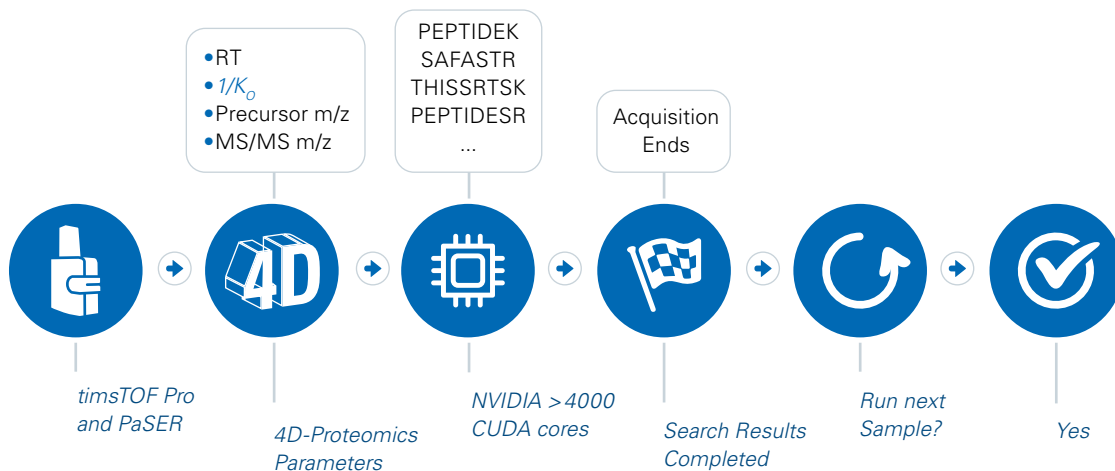 •RT
•1/K₀
•Precursor m/z
•MS/MS m/z
PEPTIDEK
SAFASTR
THISSRTSK
PEPTIDESR
...
Acquisition
Ends
4D
timsTOF Pro
and PaSER
4D-Proteomics
Parameters
NVIDIA >4000
CUDA cores
Search Results
Completed
Run next
Sample?
Yes